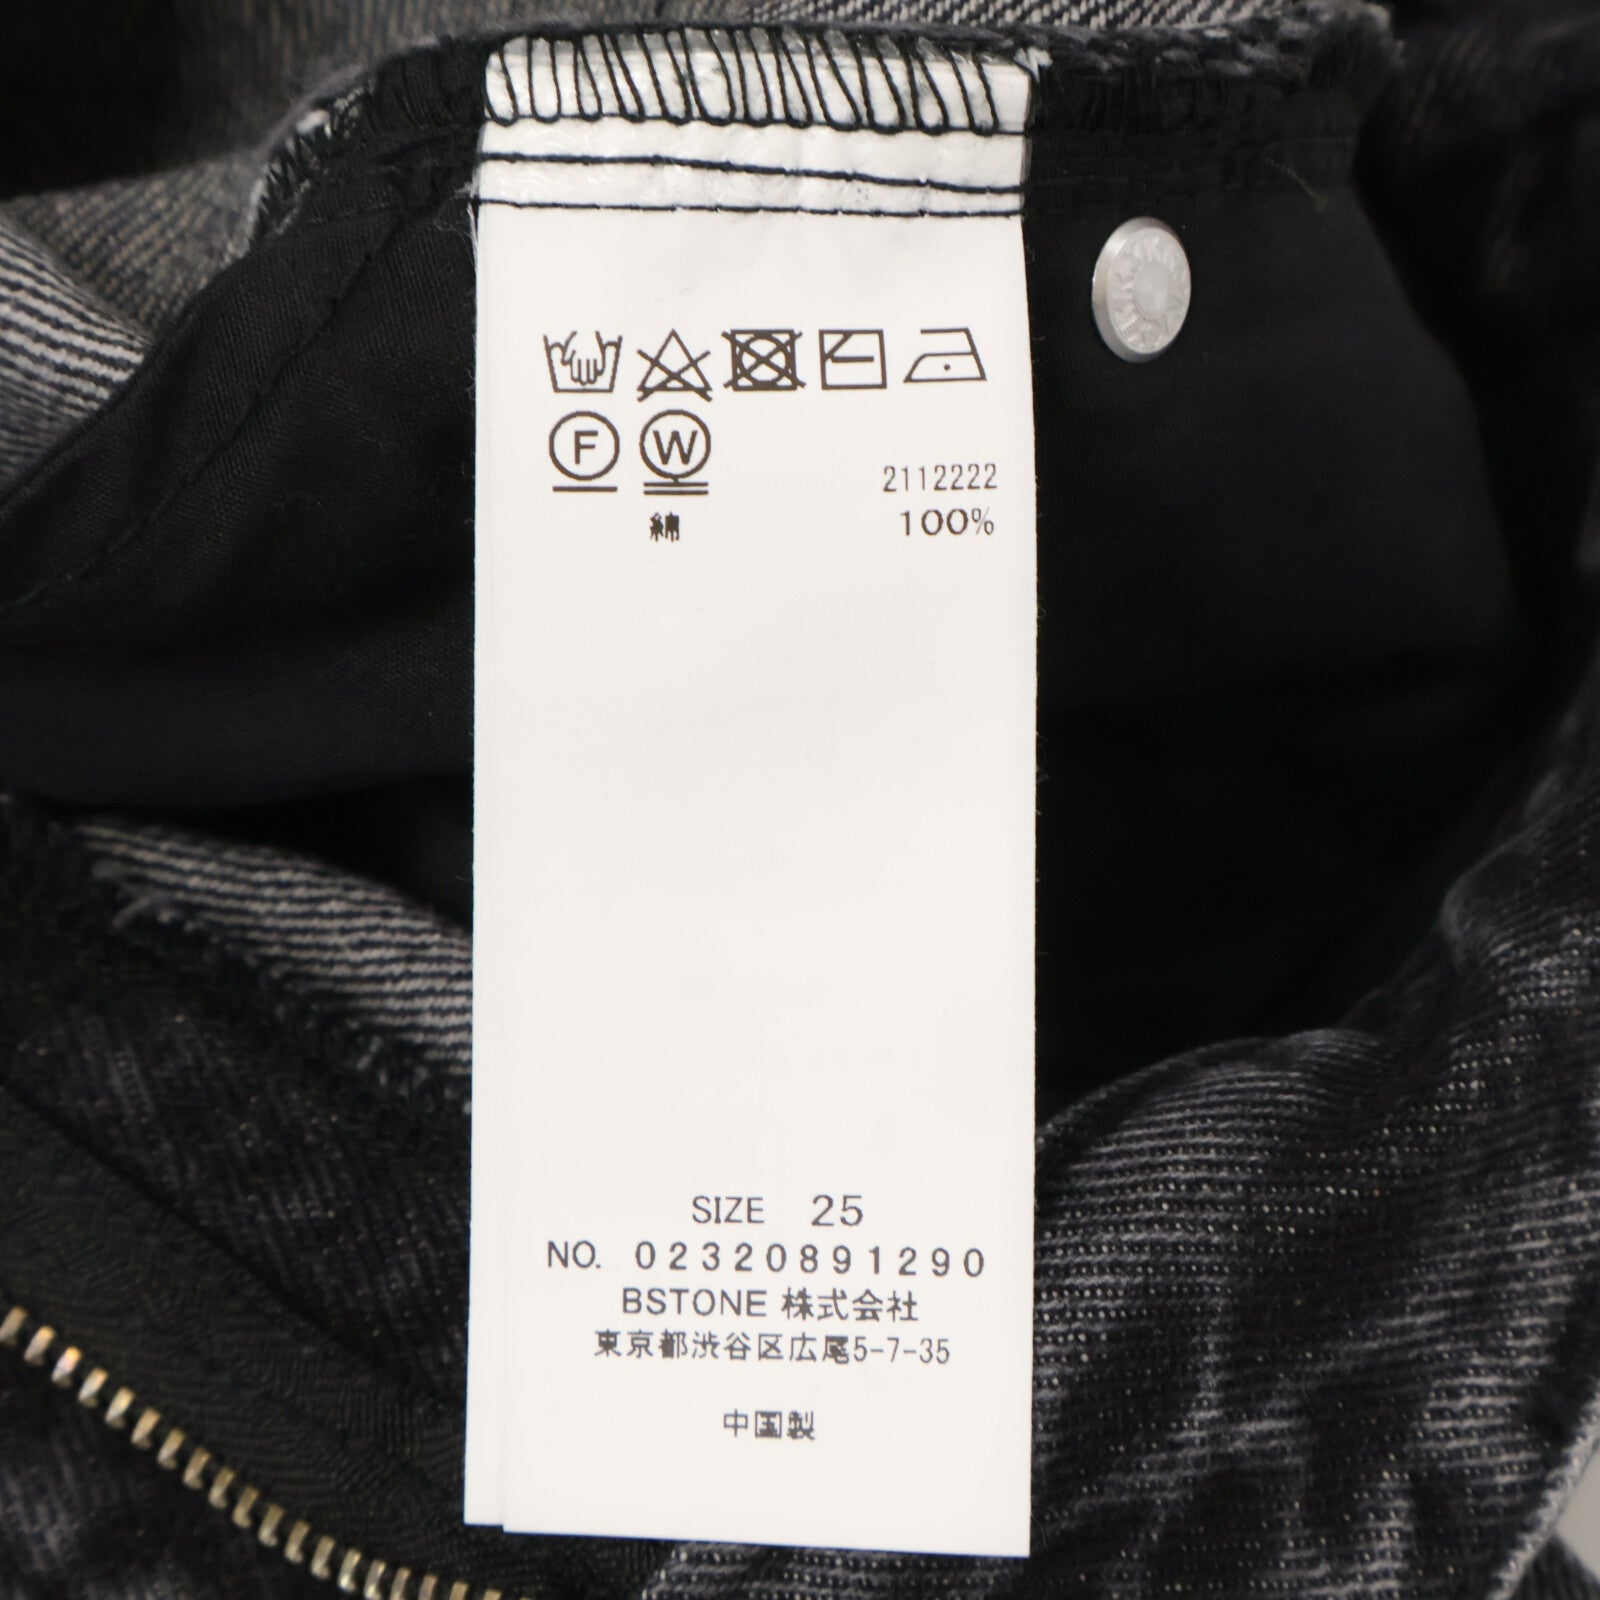 F W
2112222
綿 100%
SIZE 25
NO. 02320891290
BSTONE 株式会社
東京都渋谷区広尾5-7-35
中国製